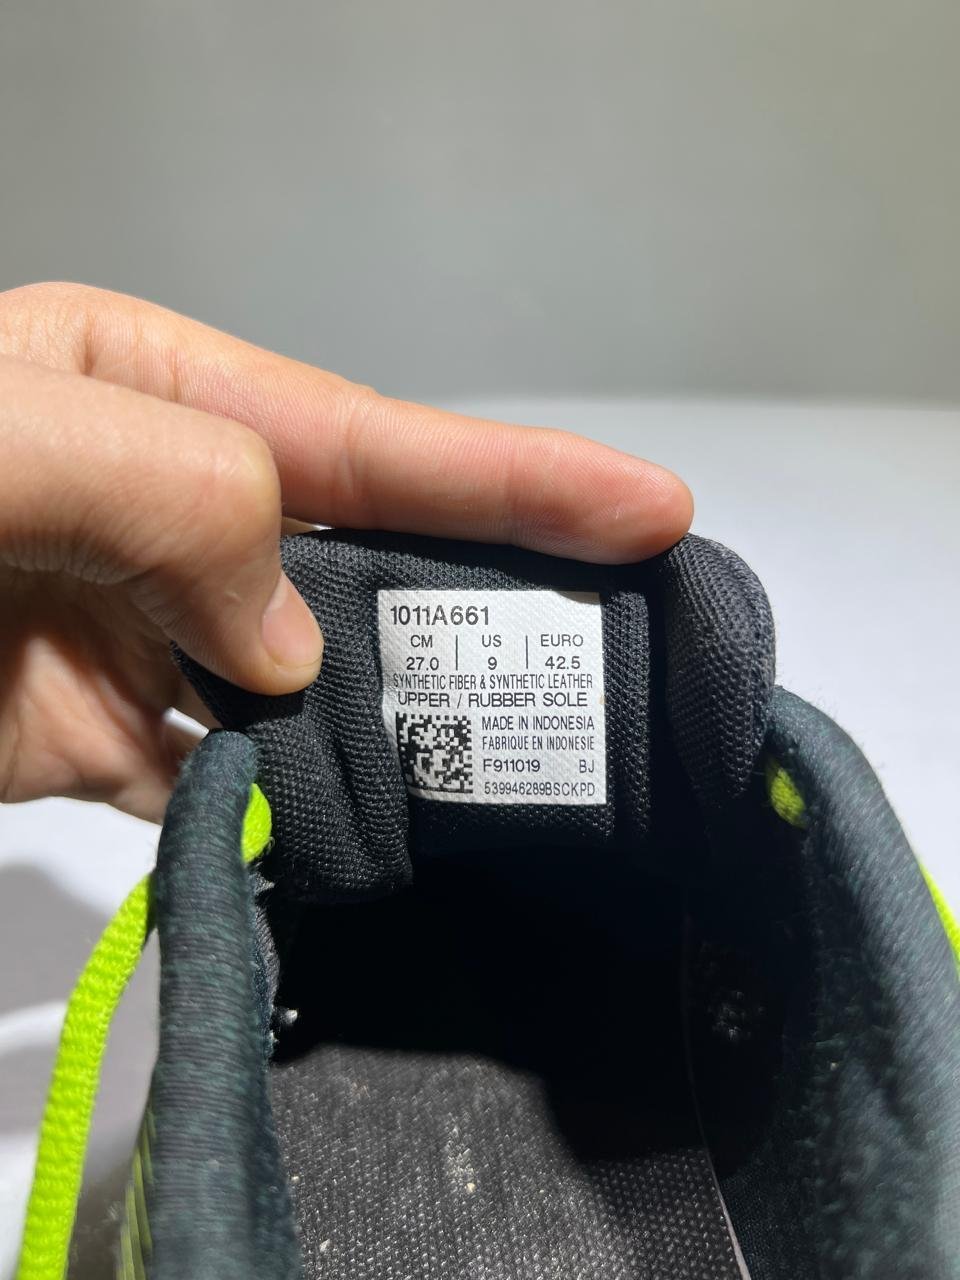 1011A661
CM | US | EURO
27.0 | 9 | 42.5
SYNTHETIC FIBER & SYNTHETIC LEATHER
UPPER / RUBBER SOLE
MADE IN INDONESIA
FABRIQUE EN INDONESIE
F911019 BJ
539946289BSCKPD